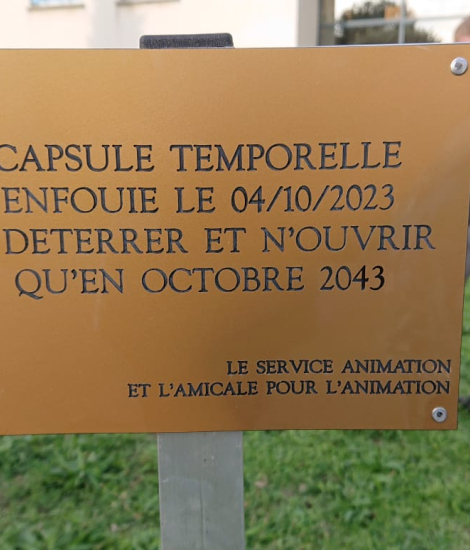 CAPSULE TEMPORELLE
ENFOUIE LE 04/10/2023
DETERRER ET N'OUVRIR
QU'EN OCTOBRE 2043
LE SERVICE ANIMATION
ET L'AMICALE POUR L'ANIMATION